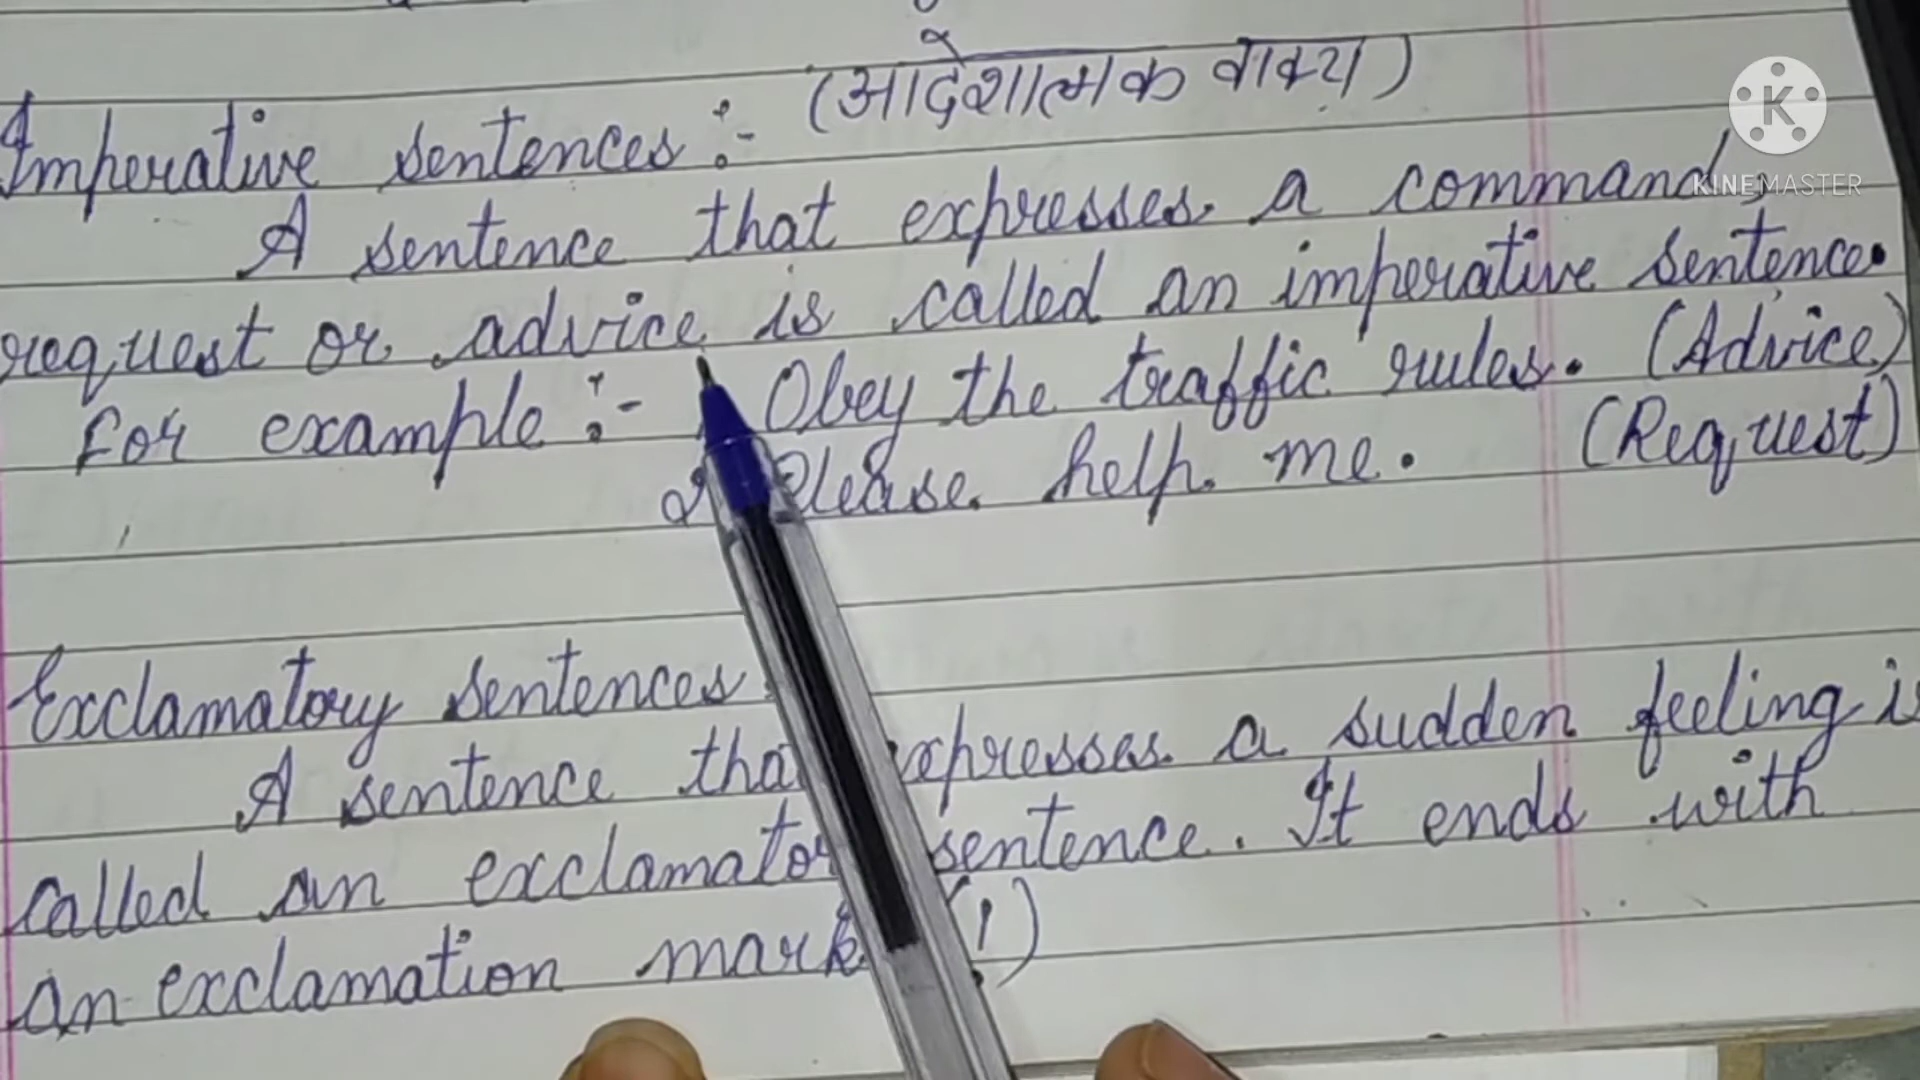 (आदेशात्मक वाक्य)
Imperative sentences :-
A sentence that expresses a command,
request or advice is called an imperative sentence.
for example :- Obey the traffic rules. (Advice)
2 Please help me. (Request)
Exclamatory sentences
A sentence that expresses a sudden feeling is
called an exclamatory sentence. It ends with
an exclamation mark (!)
K
KINEMASTER